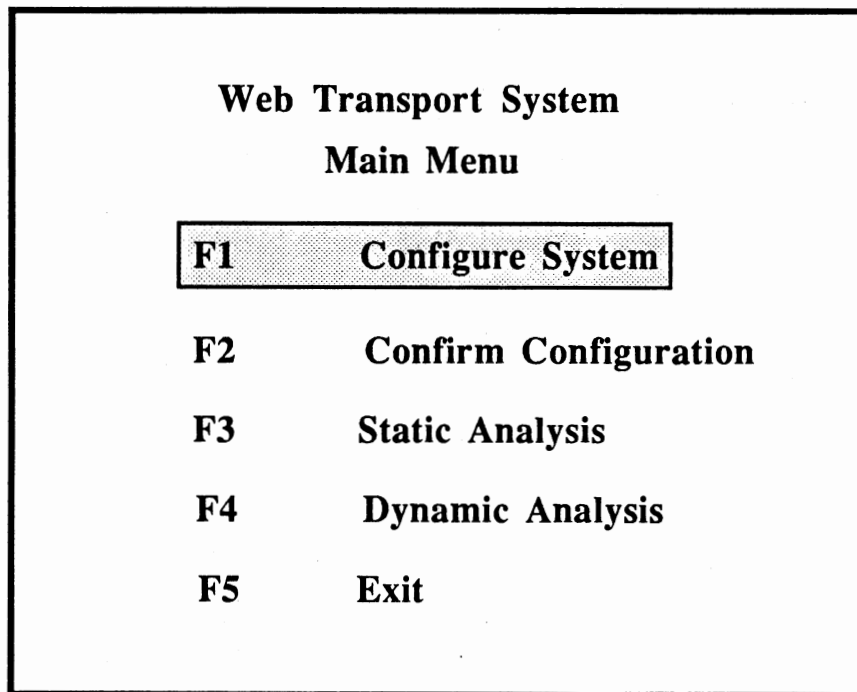 Web Transport System
Main Menu
F1 Configure System
F2 Confirm Configuration
F3 Static Analysis
F4 Dynamic Analysis
F5 Exit